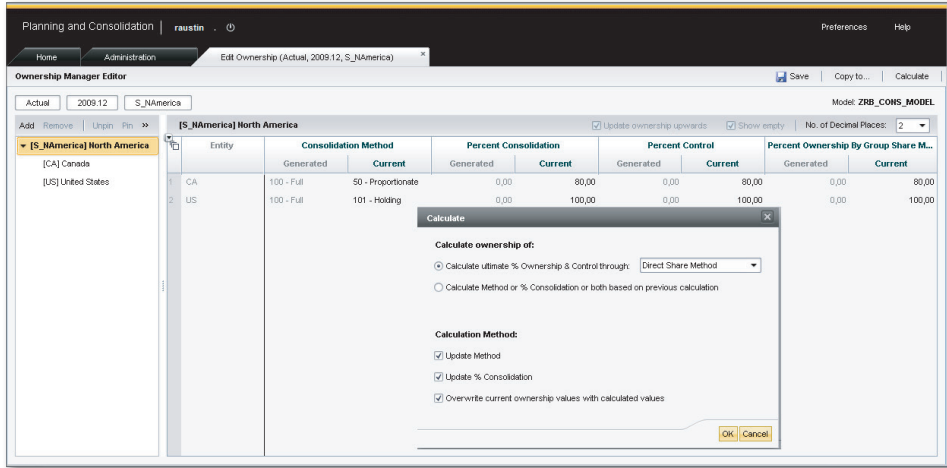 Planning and Consolidation | raustin . Preferences Help
Home Administration Edit Ownership (Actual, 2009.12, S_NAmerica) ×
Ownership Manager Editor Save Copy to... Calculate
Actual 2009.12 S_NAmerica Model: ZRB_CONS_MODEL
Add Remove Unpin Pin » [S_NAmerica] North America Update ownership upwards Show empty No. of Decimal Places: 2
[S_NAmerica] North America Entity Consolidation Method Percent Consolidation Percent Control Percent Ownership By Group Share M...
[CA] Canada Generated Current Generated Current Generated Current Generated Current
[US] United States 1 CA 100 - Full 50 - Proportionate 0,00 80,00 0,00 80,00 0,00 80,00
2 US 100 - Full 101 - Holding 0,00 100,00 0,00 100,00 0,00 100,00
Calculate
Calculate ownership of:
Calculate ultimate % Ownership & Control through: Direct Share Method
Calculate Method or % Consolidation or both based on previous calculation
Calculation Method:
Update Method
Update % Consolidation
Overwrite current ownership values with calculated values
OK Cancel